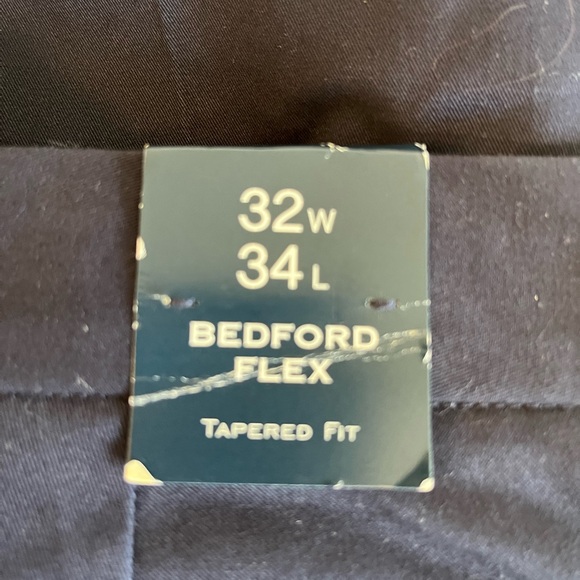 32W
34L
BEDFORD
FLEX
TAPERED FIT